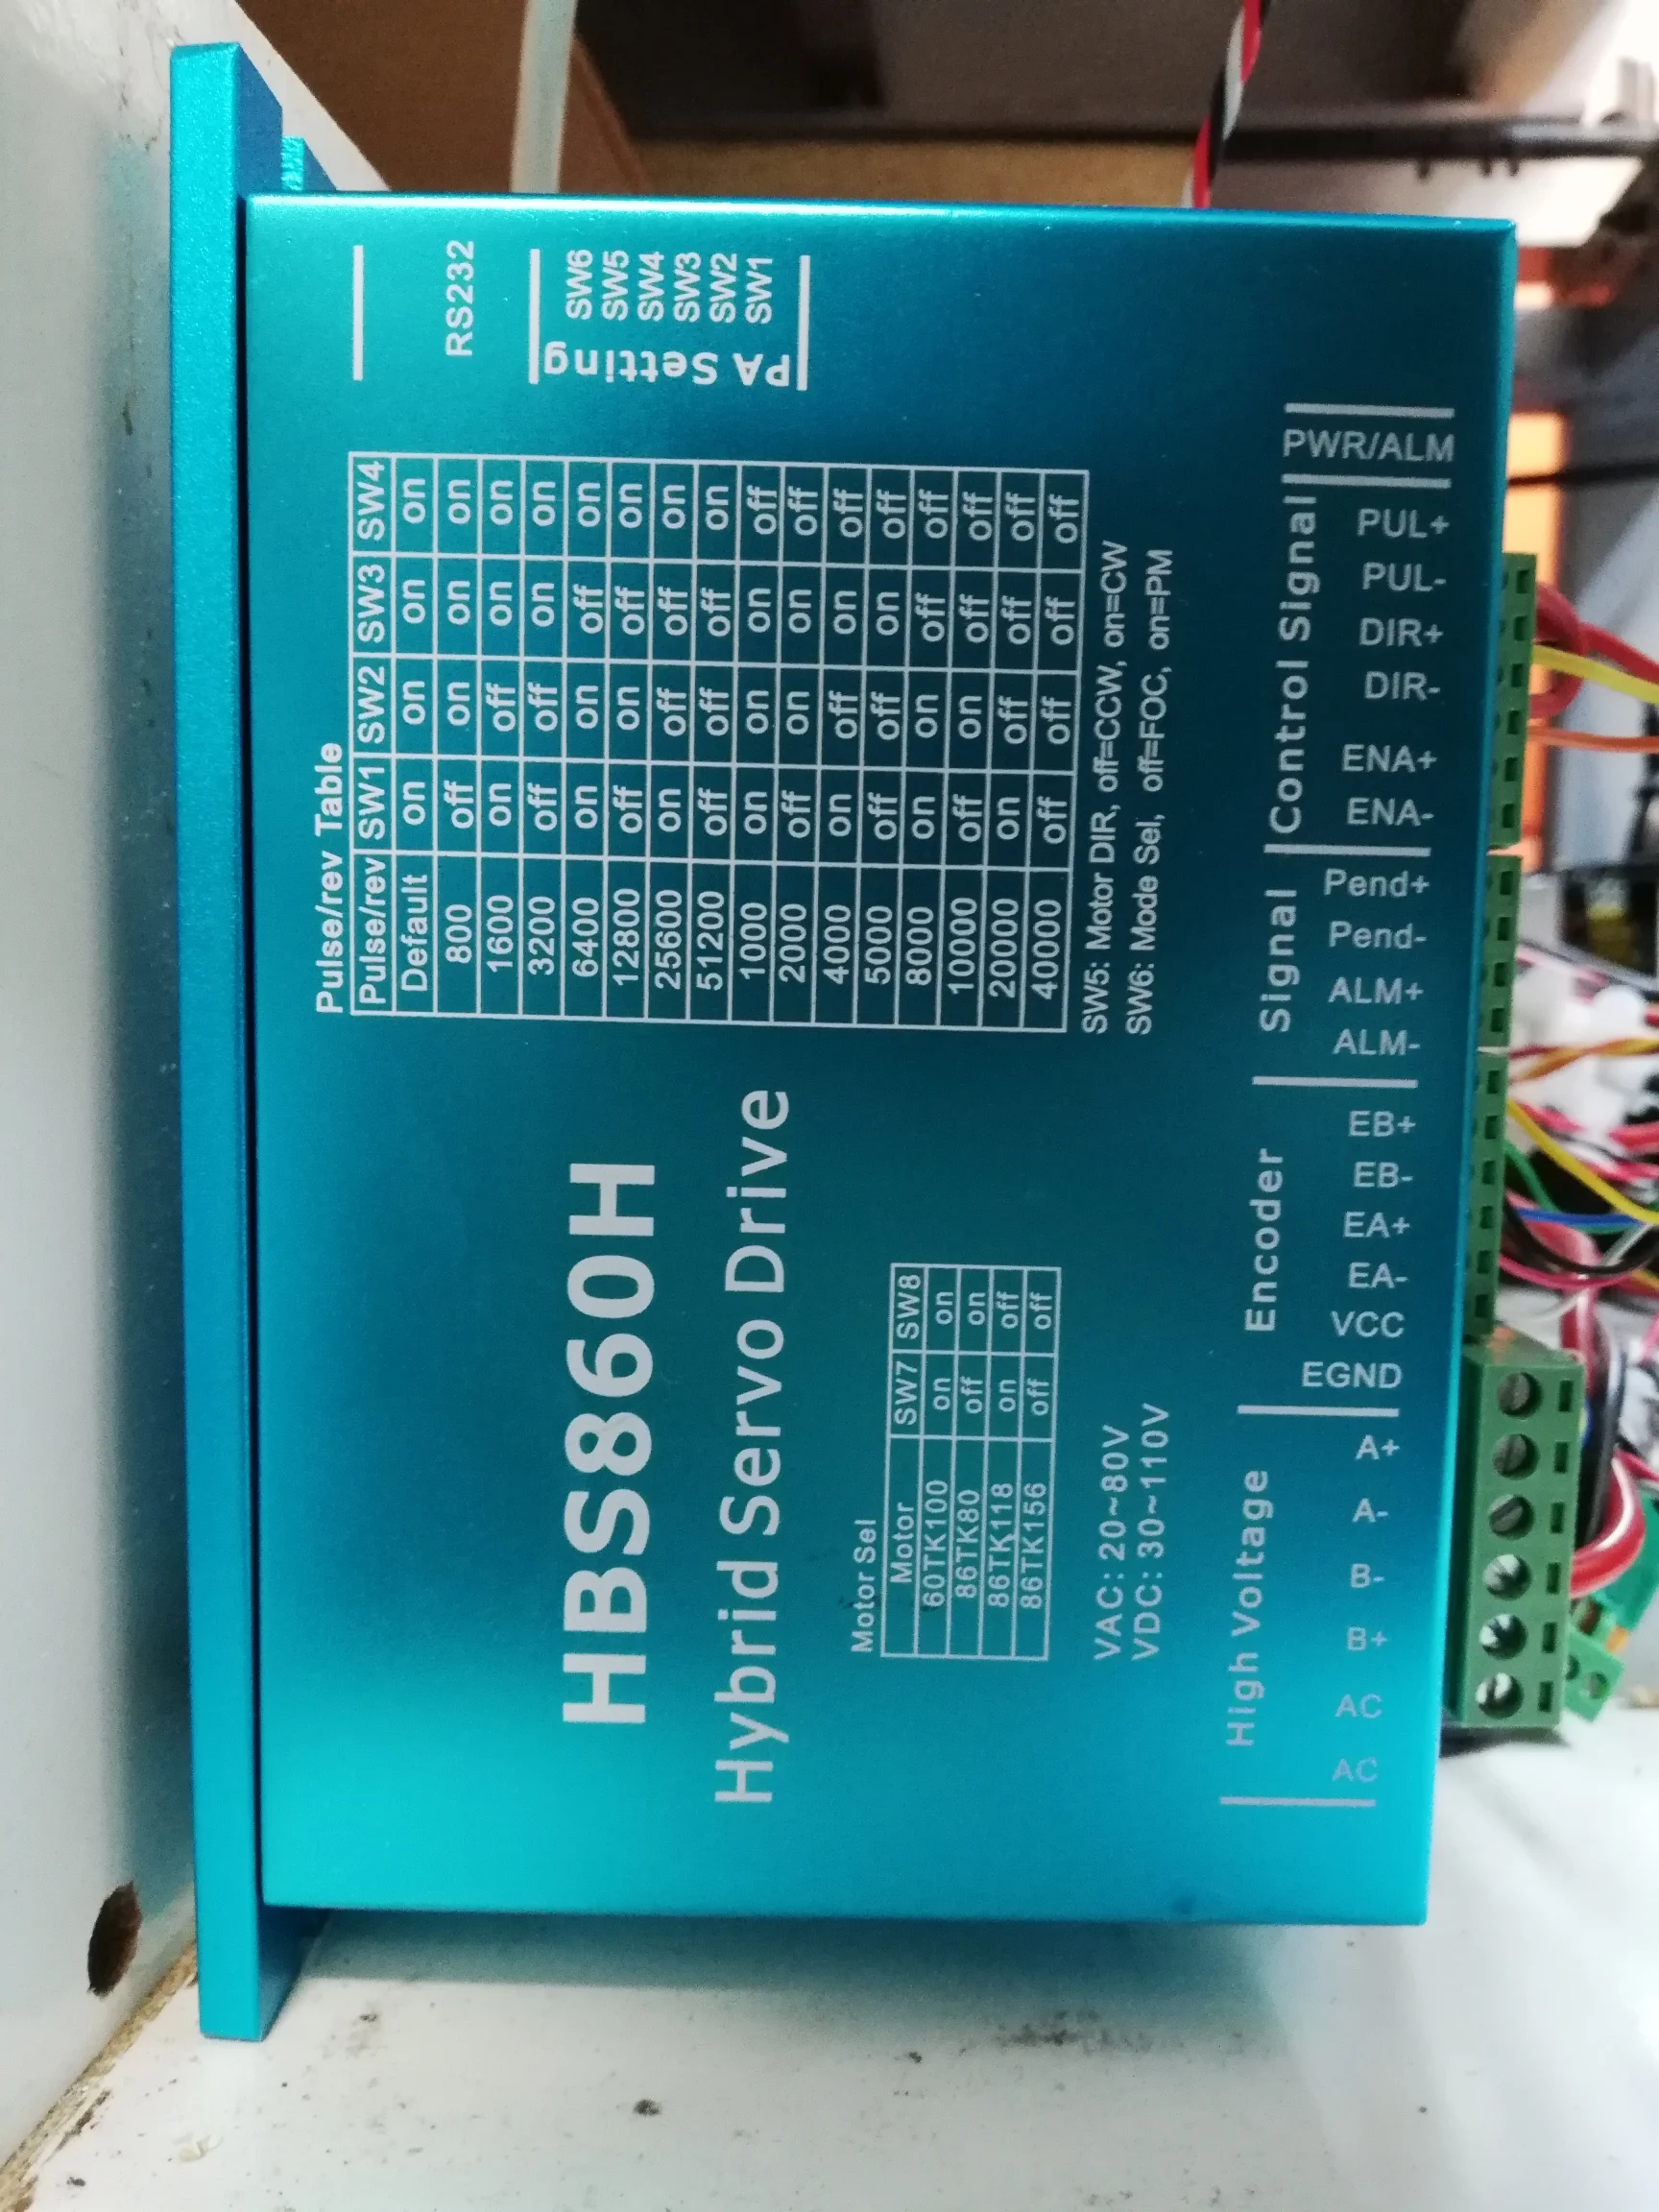 HBS860H
Hybrid Servo Drive
Motor Sel
Motor SW7 SW8
60TK100 on on
86TK80 off on
86TK118 on off
86TK156 off off
VAC: 20~80V
VDC: 30~110V
Pulse/rev Table
Pulse/rev SW1 SW2 SW3 SW4
Default on on on on
800 off on on on
1600 on off on on
3200 off off on on
6400 on on off on
12800 off on off on
25600 on off off on
51200 off off off on
1000 on on on off
2000 off on on off
4000 on off on off
5000 off off on off
8000 on on off off
10000 off on off off
20000 on off off off
40000 off off off off
SW5: Motor DIR, off=CCW, on=CW
SW6: Mode Sel, off=FOC, on=PM
RS232
PA Setting
SW6
SW5
SW4
SW3
SW2
SW1
High Voltage
AC
AC
B+
B-
A-
A+
Encoder
EGND
VCC
EA-
EA+
EB-
EB+
Signal
ALM-
ALM+
Pend-
Pend+
Control Signal
ENA-
ENA+
DIR-
DIR+
PUL-
PUL+
PWR/ALM